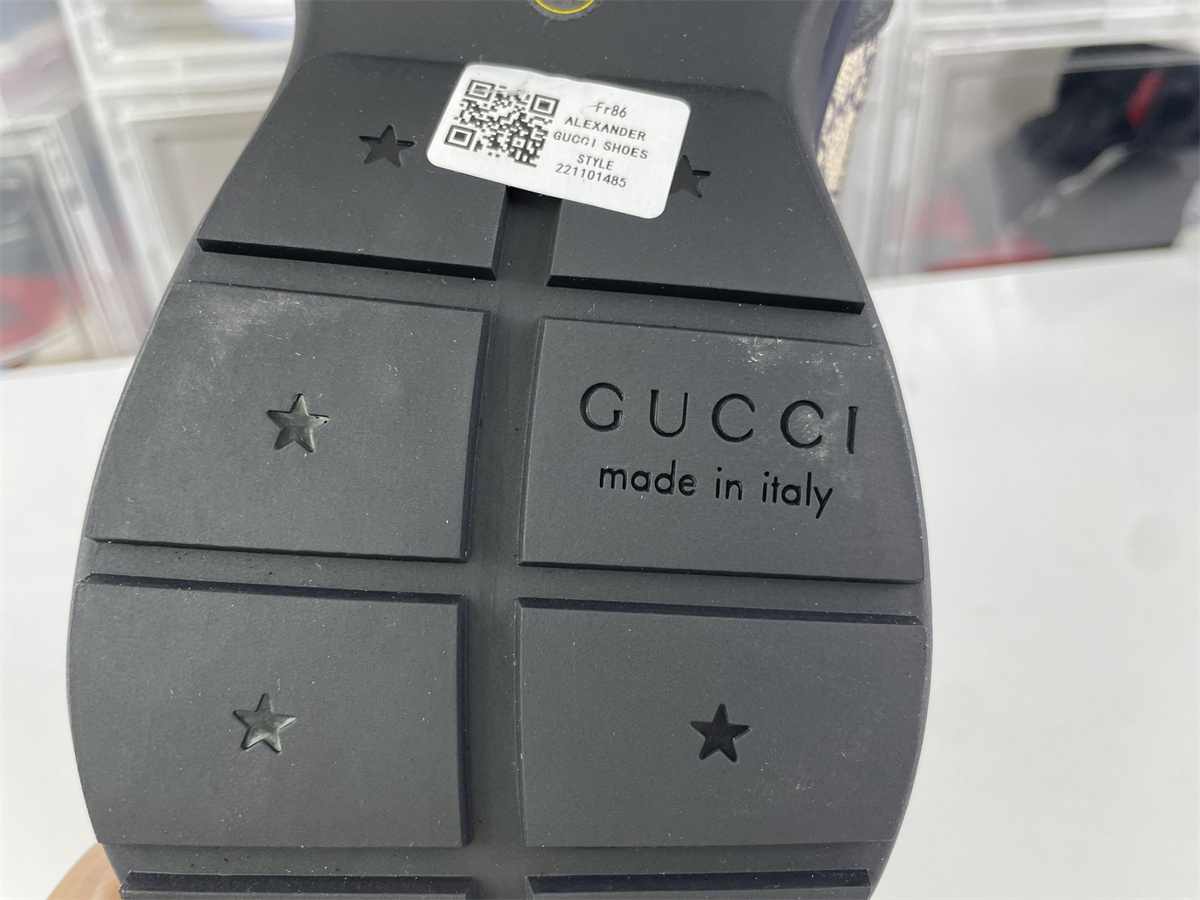 Fr86
ALEXANDER
GUCCI SHOES
STYLE
221101485
GUCCI
made in italy